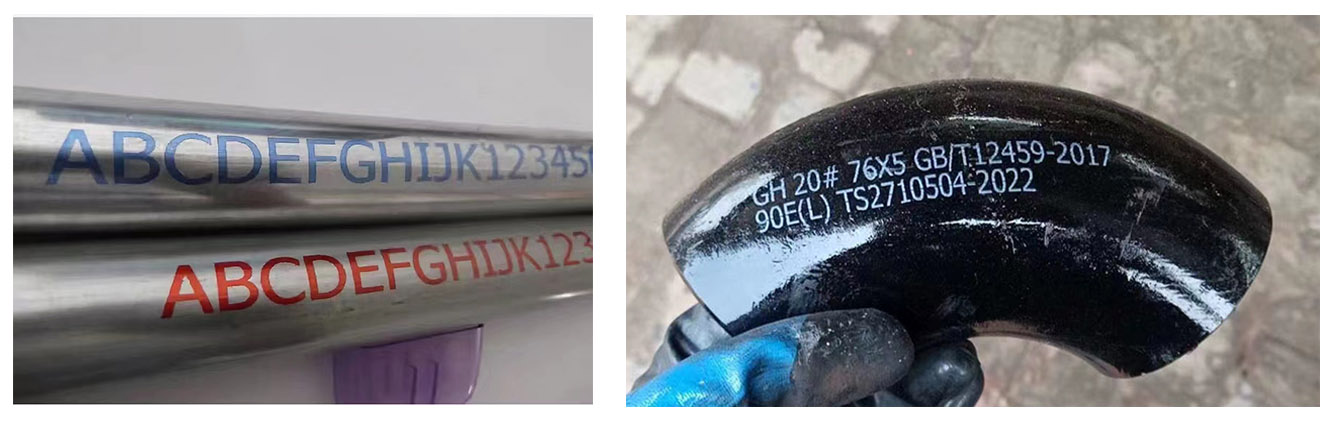 ABCDEFGHIJK12345
ABCDEFGHIJK123
GH 20# 76X5 GB/T12459-2017
90E(L) TS2710504-2022